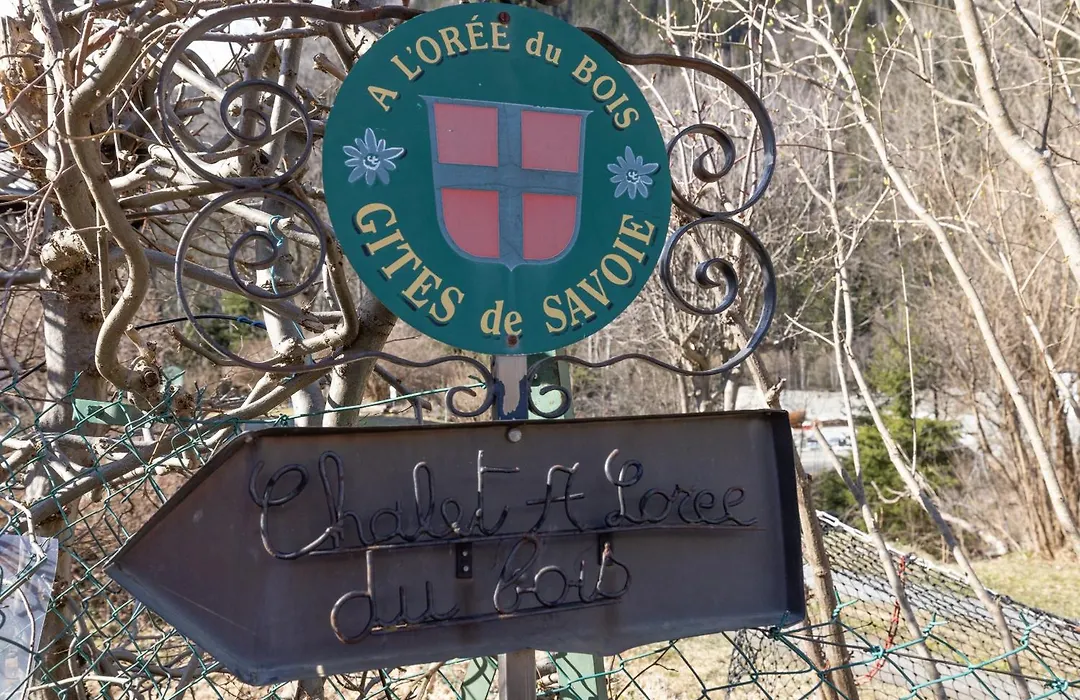 A L'ORÉE du BOIS
GITES de SAVOIE
Chalet A Loree
du bois